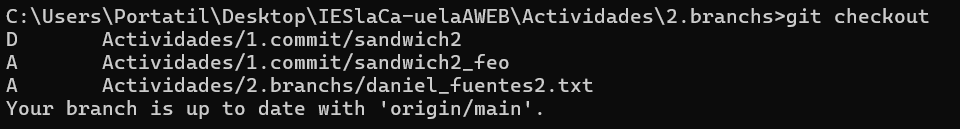 C:\Users\Portatil\Desktop\IESlaCa-uelaAWEB\Actividades\2.branchs>git checkout
D       Actividades/1.commit/sandwich2
A       Actividades/1.commit/sandwich2_feo
A       Actividades/2.branchs/daniel_fuentes2.txt
Your branch is up to date with 'origin/main'.